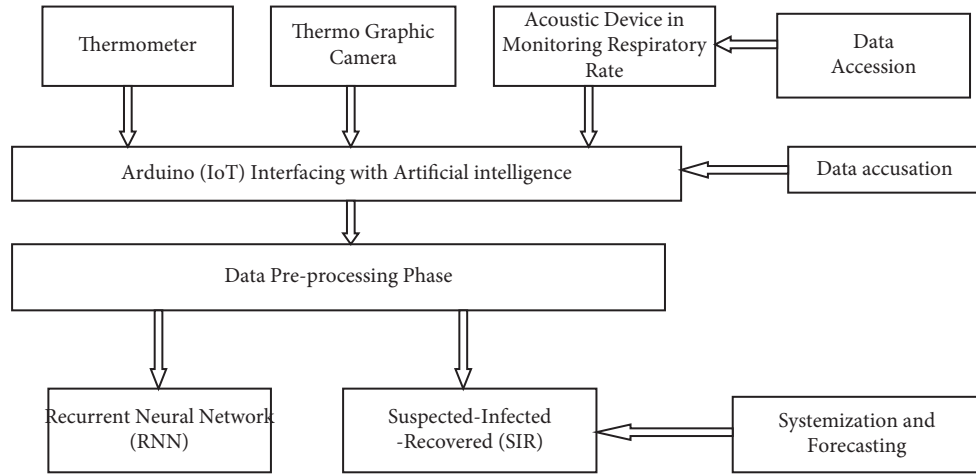 Thermometer
Thermo Graphic
Camera
Acoustic Device in
Monitoring Respiratory
Rate
Data
Accession
Arduino (IoT) Interfacing with Artificial intelligence
Data accusation
Data Pre-processing Phase
Recurrent Neural Network
(RNN)
Suspected-Infected
-Recovered (SIR)
Systemization and
Forecasting